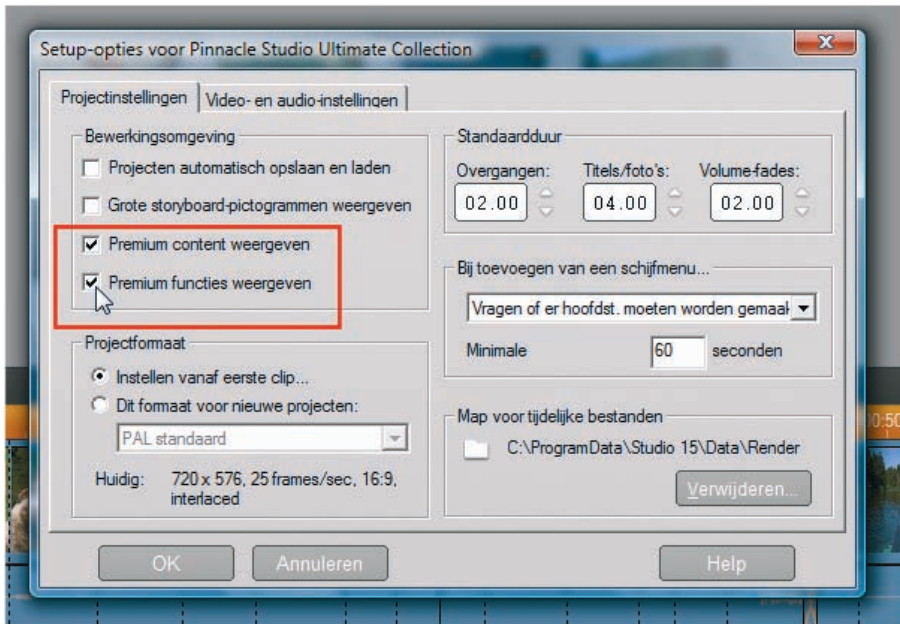 Setup-opties voor Pinnacle Studio Ultimate Collection
Projectinstellingen
Video- en audio-instellingen
Bewerkingsomgeving
Projecten automatisch opslaan en laden
Grote storyboard-pictogrammen weergeven
Premium content weergeven
Premium functies weergeven
Projectformaat
Instellen vanaf eerste clip...
Dit formaat voor nieuwe projecten:
PAL standaard
Huidig: 720 x 576, 25 frames/sec, 16:9,
interlaced
Standaardduur
Overgangen: Titels/foto's: Volume-fades:
02.00 04.00 02.00
Bij toevoegen van een schijfmenu...
Vragen of er hoofdst. moeten worden gemaal
Minimale 60 seconden
Map voor tijdelijke bestanden
C:\ProgramData\Studio 15\Data\Render
Verwijderen...
OK Annuleren Help